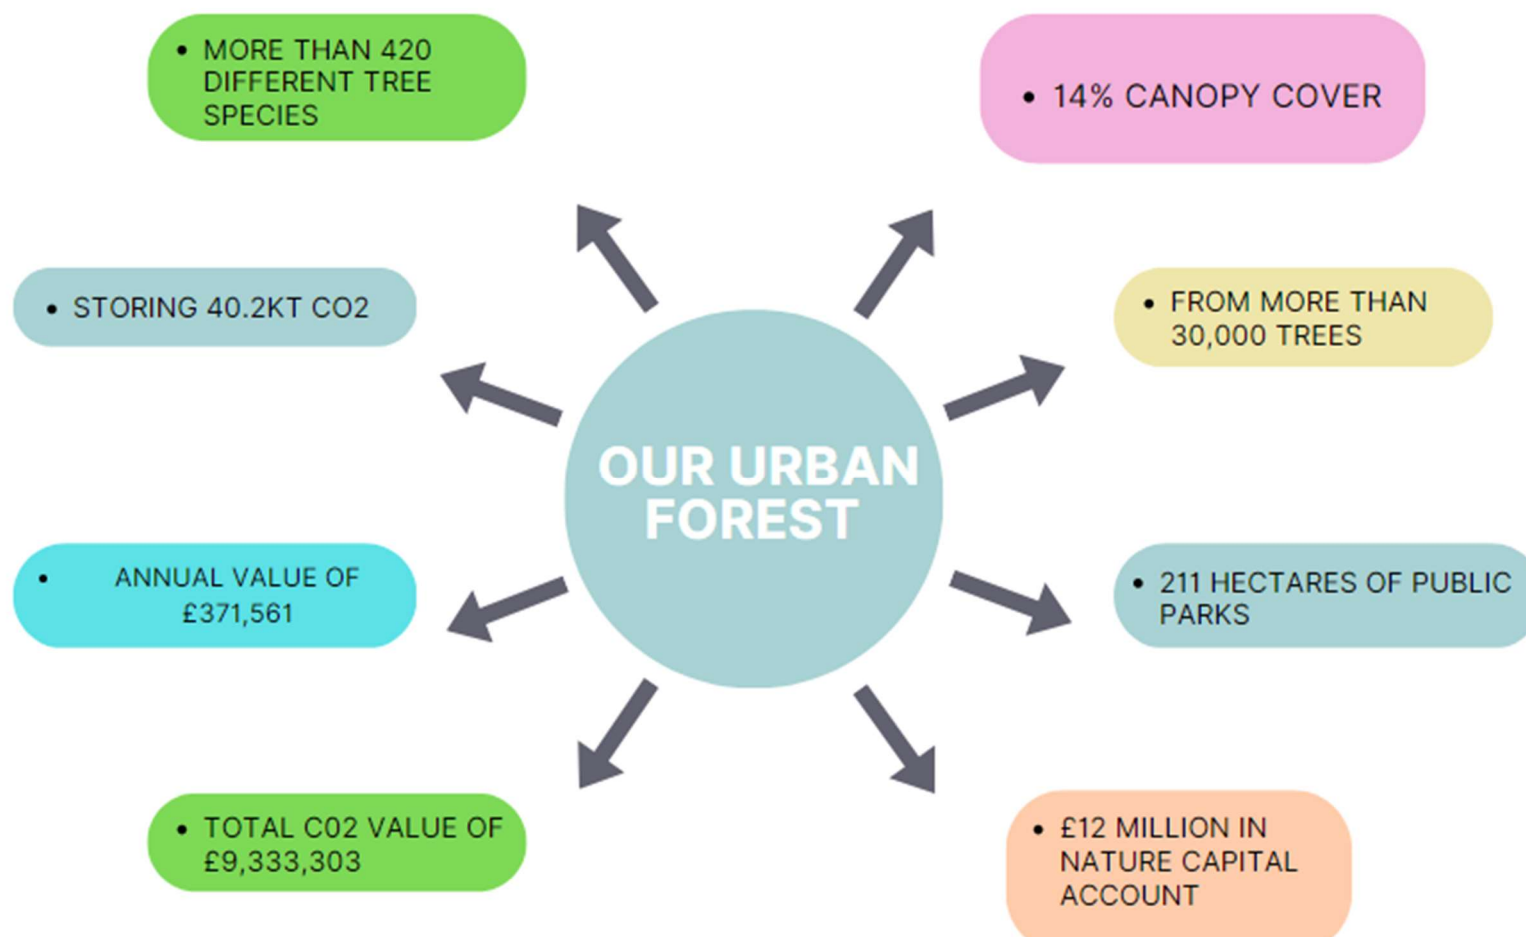 • MORE THAN 420
DIFFERENT TREE
SPECIES
• 14% CANOPY COVER
• STORING 40.2KT CO2
• FROM MORE THAN
30,000 TREES
OUR URBAN
FOREST
• ANNUAL VALUE OF
£371,561
• 211 HECTARES OF PUBLIC
PARKS
• TOTAL C02 VALUE OF
£9,333,303
• £12 MILLION IN
NATURE CAPITAL
ACCOUNT